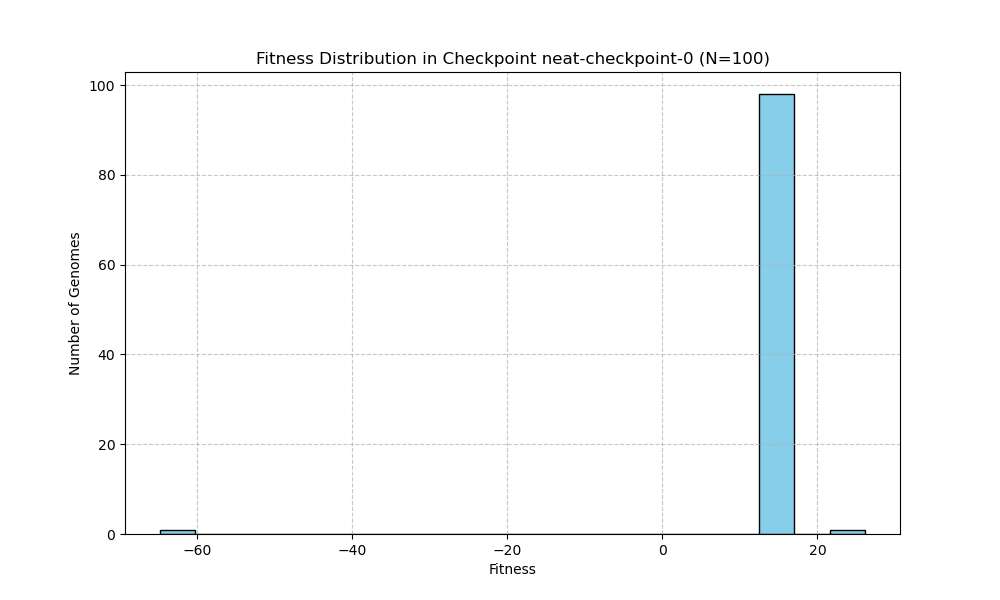 Fitness Distribution in Checkpoint neat-checkpoint-0 (N=100)
100
80
60
40
20
0
Number of Genomes
−60 −40 −20 0 20
Fitness